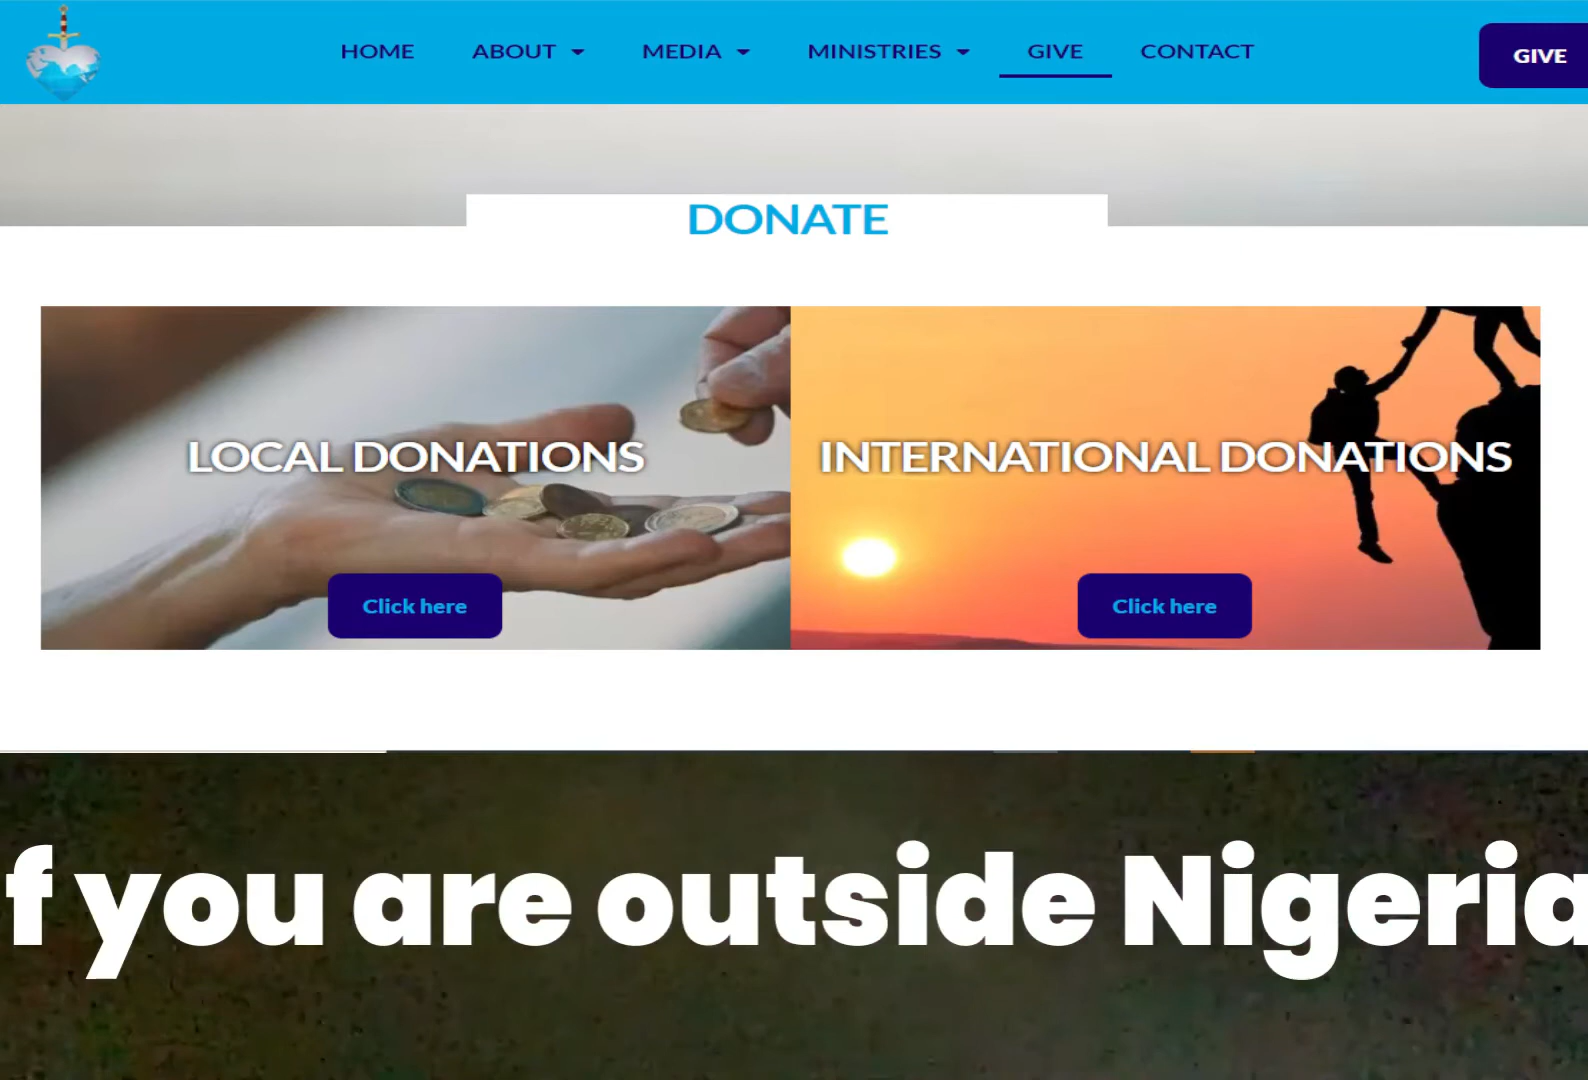 HOME ABOUT MEDIA MINISTRIES GIVE CONTACT GIVE
DONATE
LOCAL DONATIONS INTERNATIONAL DONATIONS
Click here Click here
f you are outside Nigeria